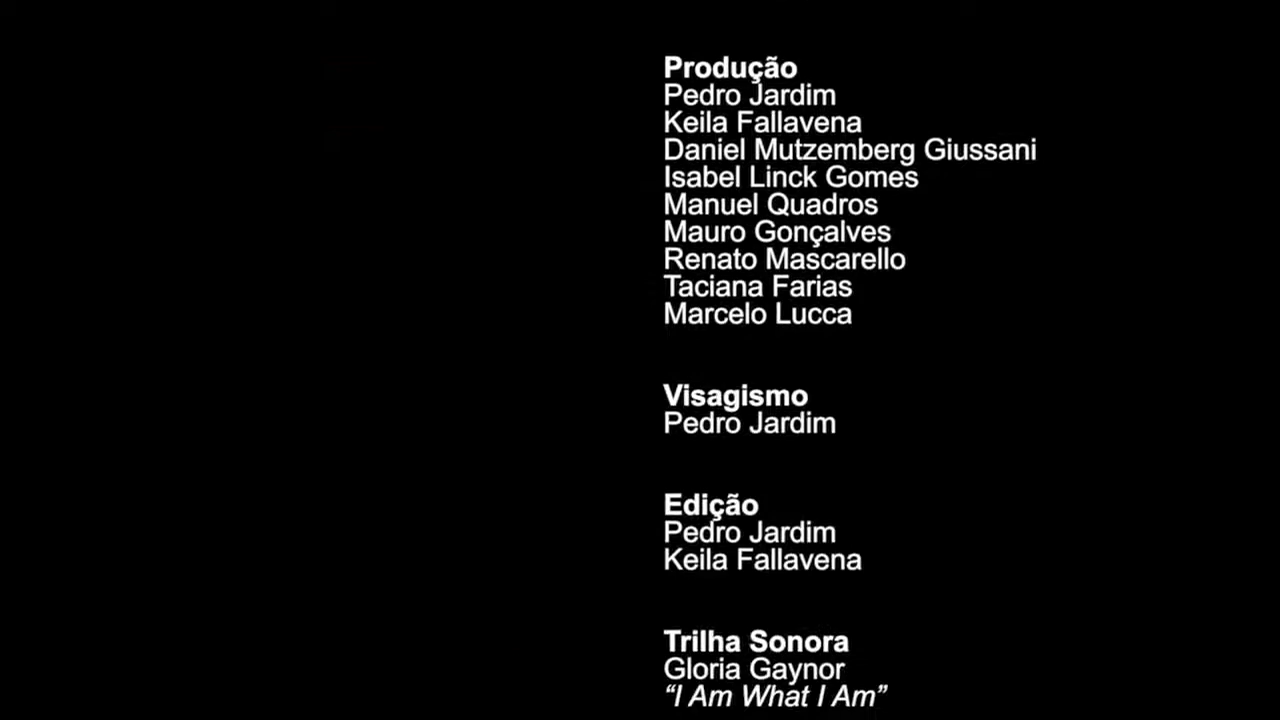 Produção
Pedro Jardim
Keila Fallavena
Daniel Mutzemberg Giussani
Isabel Linck Gomes
Manuel Quadros
Mauro Gonçalves
Renato Mascarello
Taciana Farias
Marcelo Lucca
Visagismo
Pedro Jardim
Edição
Pedro Jardim
Keila Fallavena
Trilha Sonora
Gloria Gaynor
“I Am What I Am”